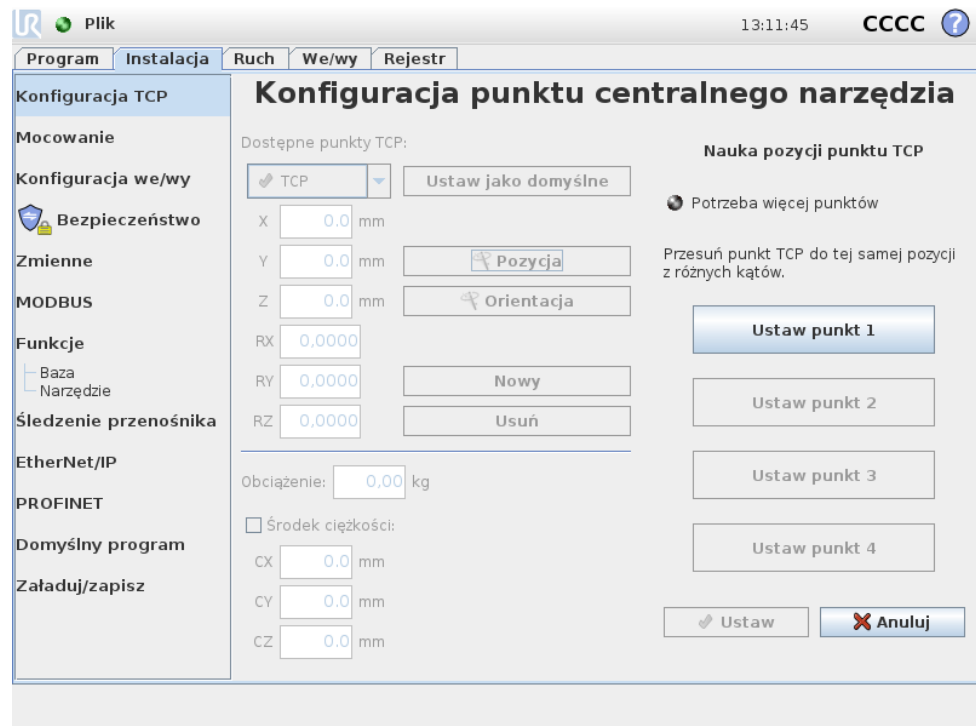 UR Plik 13:11:45 CCCC ?
Program Instalacja Ruch We/wy Rejestr
Konfiguracja TCP
Mocowanie
Konfiguracja we/wy
Bezpieczeństwo
Zmienne
MODBUS
Funkcje
Baza
Narzędzie
Śledzenie przenośnika
EtherNet/IP
PROFINET
Domyślny program
Załaduj/zapisz
Konfiguracja punktu centralnego narzędzia
Dostępne punkty TCP:
TCP Ustaw jako domyślne
X 0.0 mm
Y 0.0 mm Pozycja
Z 0.0 mm Orientacja
RX 0,0000
RY 0,0000 Nowy
RZ 0,0000 Usuń
Obciążenie: 0,00 kg
Środek ciężkości:
CX 0.0 mm
CY 0.0 mm
CZ 0.0 mm
Nauka pozycji punktu TCP
Potrzeba więcej punktów
Przesuń punkt TCP do tej samej pozycji
z różnych kątów.
Ustaw punkt 1
Ustaw punkt 2
Ustaw punkt 3
Ustaw punkt 4
Ustaw Anuluj